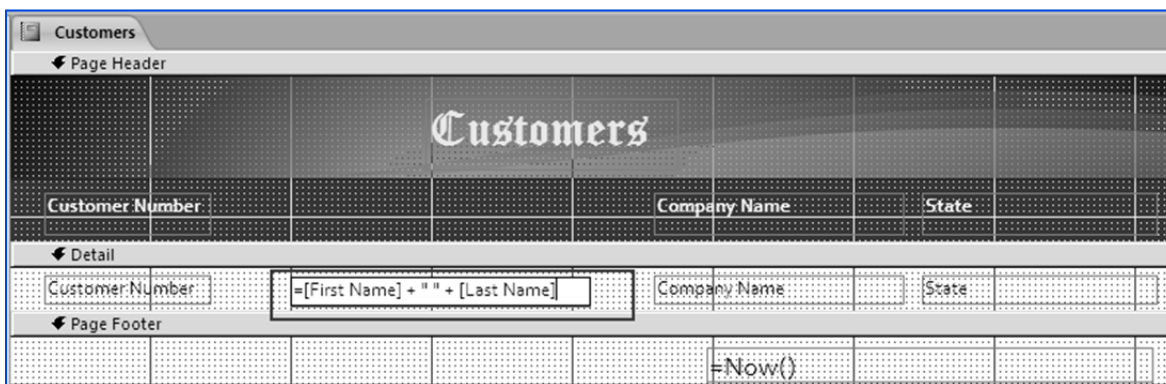 Customers
Page Header
Customers
Customer Number Company Name State
Detail
Customer Number =[First Name] + " " + [Last Name] Company Name State
Page Footer
=Now()